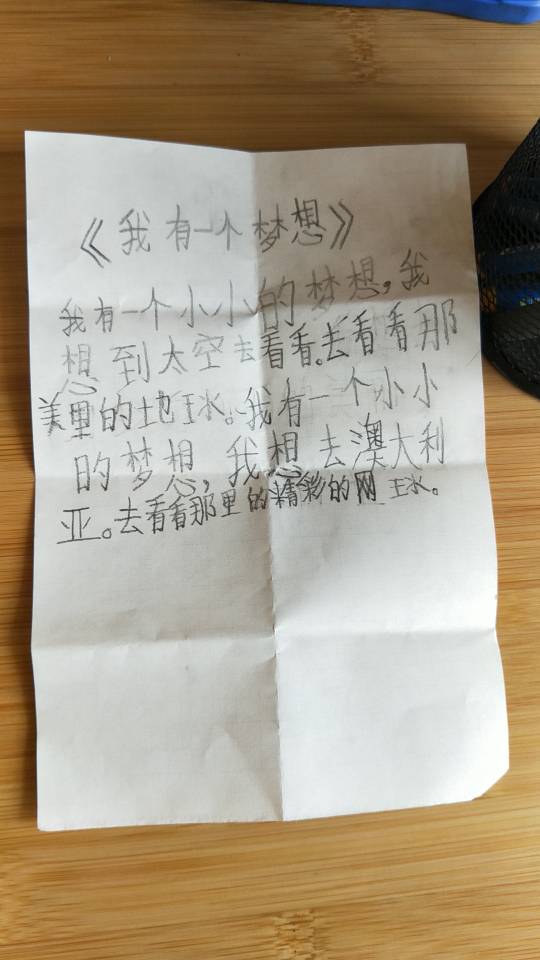 《我有一个梦想》
我有一个小小的梦想,我
想到太空去看看。去看看那
美里的地球。我有一个小小
的梦想,我想去澳大利
亚。去看看那里的精彩的网球。